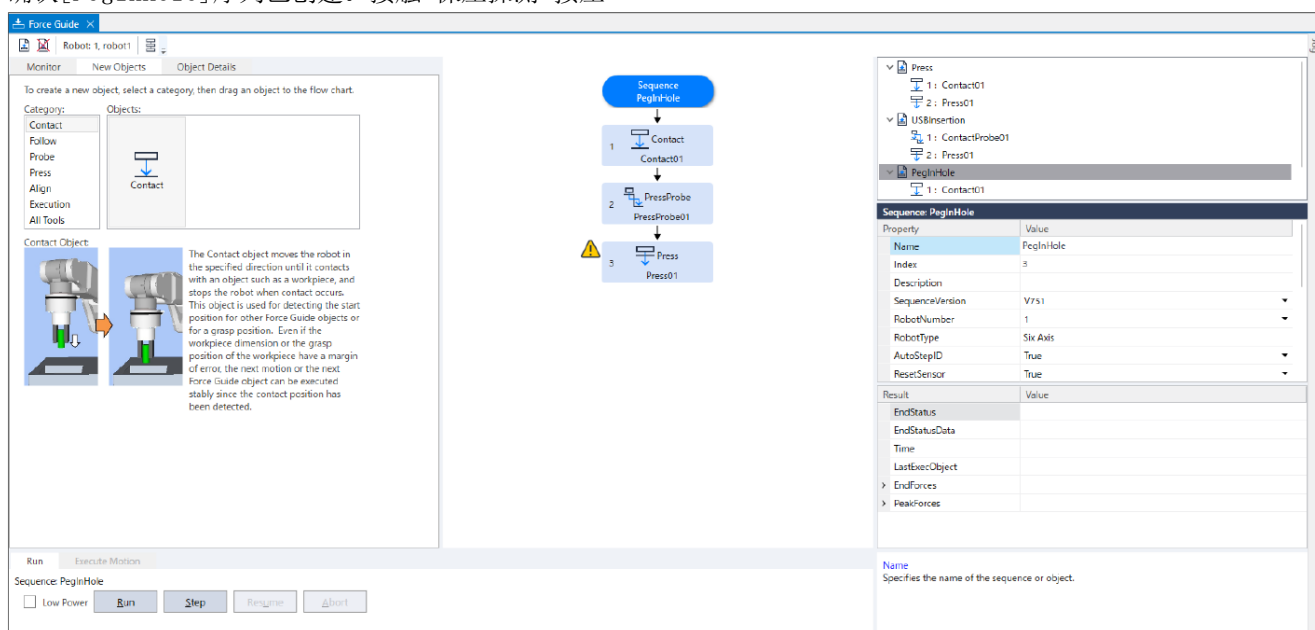 Force Guide
Robot: 1, robot1
Monitor New Objects Object Details
To create a new object, select a category, then drag an object to the flow chart.
Category: Objects:
Contact
Follow
Probe
Press
Align
Execution
All Tools
Contact
Contact Object:
The Contact object moves the robot in
the specified direction until it contacts
with an object such as a workpiece, and
stops the robot when contact occurs.
This object is used for detecting the start
position for other Force Guide objects or
for a grasp position. Even if the
workpiece dimension or the grasp
position of the workpiece have a margin
of error, the next motion or the next
Force Guide object can be executed
stably since the contact position has
been detected.
Sequence
PegInHole
1 Contact
Contact01
2 PressProbe
PressProbe01
3 Press
Press01
Press
1 : Contact01
2 : Press01
USBInsertion
1 : ContactProbe01
2 : Press01
PegInHole
1 : Contact01
Sequence: PegInHole
Property Value
Name PegInHole
Index 3
Description
SequenceVersion V751
RobotNumber 1
RobotType Six Axis
AutoStepID True
ResetSensor True
Result Value
EndStatus
EndStatusData
Time
LastExecObject
EndForces
PeakForces
Name
Specifies the name of the sequence or object.
Run Execute Motion
Sequence: PegInHole
Low Power Run Step Resume Abort